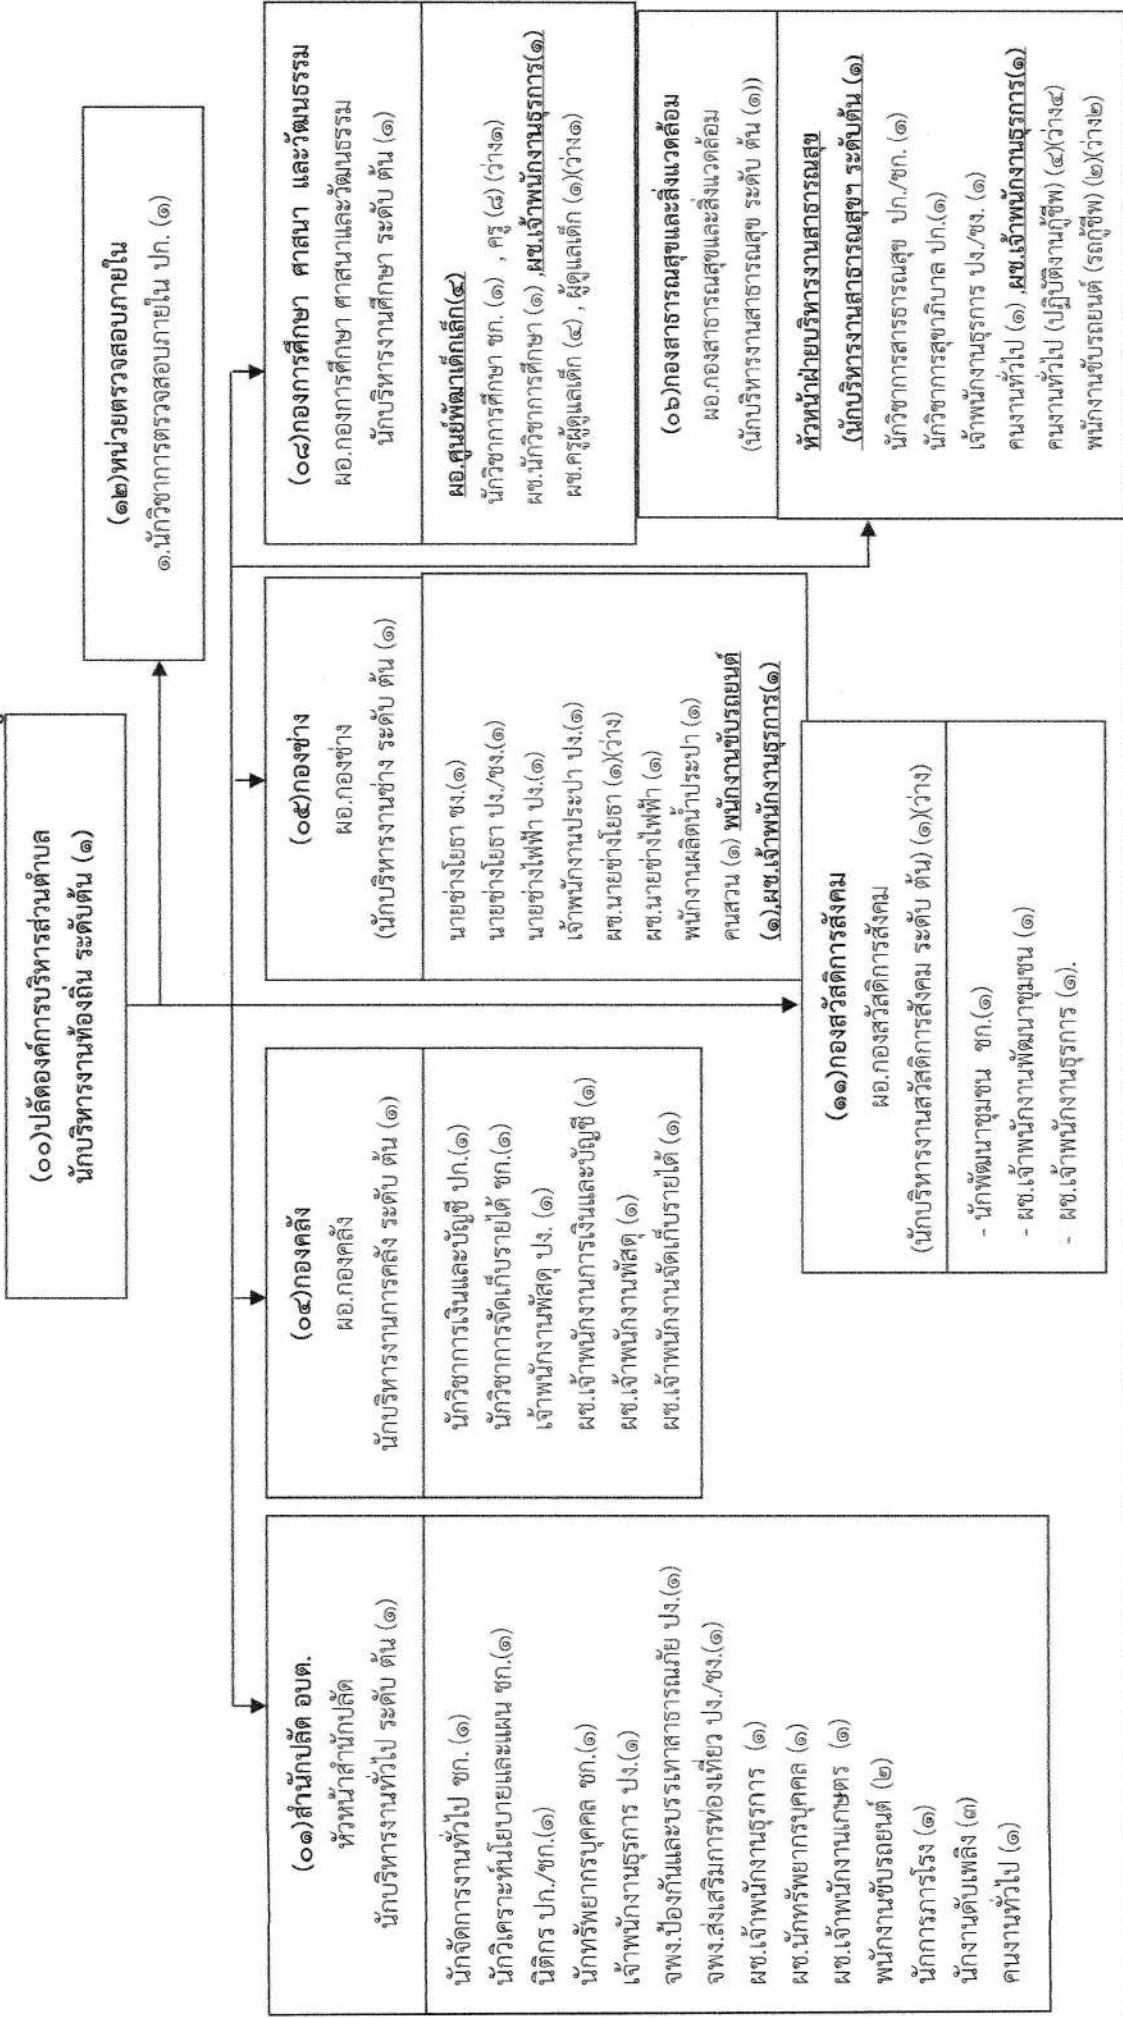 (๐๐)ปลัดองค์การบริหารส่วนตำบล
นักบริหารงานท้องถิ่น ระดับต้น (๑)
(๑๒)หน่วยตรวจสอบภายใน
๑.นักวิชาการตรวจสอบภายใน ปก. (๑)
(๐๑)สำนักปลัด อบต.
หัวหน้าสำนักปลัด
นักบริหารงานทั่วไป ระดับ ต้น (๑)
นักจัดการงานทั่วไป ชก. (๑)
นักวิเคราะห์นโยบายและแผน ชก.(๑)
นิติกร ปก./ชก.(๑)
นักทรัพยากรบุคคล ชก.(๑)
เจ้าพนักงานธุรการ ปง.(๑)
จพง.ป้องกันและบรรเทาสาธารณภัย ปง.(๑)
จพง.ส่งเสริมการท่องเที่ยว ปง./ชง.(๑)
ผช.เจ้าพนักงานธุรการ (๑)
ผช.นักทรัพยากรบุคคล (๑)
ผช.เจ้าพนักงานเกษตร (๑)
พนักงานขับรถยนต์ (๒)
นักการภารโรง (๑)
นักงานดับเพลิง (๓)
คนงานทั่วไป (๑)
(๐๔)กองคลัง
ผอ.กองคลัง
นักบริหารงานการคลัง ระดับ ต้น (๑)
นักวิชาการเงินและบัญชี ปก.(๑)
นักวิชาการจัดเก็บรายได้ ชก.(๑)
เจ้าพนักงานพัสดุ ปง. (๑)
ผช.เจ้าพนักงานการเงินและบัญชี (๑)
ผช.เจ้าพนักงานพัสดุ (๑)
ผช.เจ้าพนักงานจัดเก็บรายได้ (๑)
(๐๕)กองช่าง
ผอ.กองช่าง
(นักบริหารงานช่าง ระดับ ต้น (๑)
นายช่างโยธา ชง.(๑)
นายช่างโยธา ปง./ชง.(๑)
นายช่างไฟฟ้า ปง.(๑)
เจ้าพนักงานประปา ปง.(๑)
ผช.นายช่างโยธา (๑)(ว่าง)
ผช.นายช่างไฟฟ้า (๑)
พนักงานผลิตน้ำประปา (๑)
คนสวน (๑) พนักงานขับรถยนต์
(๑),ผช.เจ้าพนักงานธุรการ(๑)
(๐๘)กองการศึกษา ศาสนา และวัฒนธรรม
ผอ.กองการศึกษา ศาสนาและวัฒนธรรม
นักบริหารงานศึกษา ระดับ ต้น (๑)
ผอ.ศูนย์พัฒาเด็กเล็ก(๔)
นักวิชาการศึกษา ชก. (๑) , ครู (๘) (ว่าง๑)
ผช.นักวิชาการศึกษา (๑) ,ผช.เจ้าพนักงานธุรการ(๑)
ผช.ครูผู้ดูแลเด็ก (๔) , ผู้ดูแลเด็ก (๑)(ว่าง๑)
(๐๖)กองสาธารณสุขและสิ่งแวดล้อม
ผอ.กองสาธารณสุขและสิ่งแวดล้อม
(นักบริหารงานสาธารณสุข ระดับ ต้น (๑))
หัวหน้าฝ่ายบริหารงานสาธารณสุข
(นักบริหารงานสาธารณสุขฯ ระดับต้น (๑)
นักวิชาการสารธารณสุข ปก./ชก. (๑)
นักวิชาการสุขาภิบาล ปก.(๑)
เจ้าพนักงานธุรการ ปง./ชง. (๑)
คนงานทั่วไป (๑) ,ผช.เจ้าพนักงานธุรการ(๑)
คนงานทั่วไป (ปฏิบัติงานกู้ชีพ) (๔)(ว่าง๔)
พนักงานขับรถยนต์ (รถกู้ชีพ) (๒)(ว่าง๒)
(๑๑)กองสวัสดิการสังคม
ผอ.กองสวัสดิการสังคม
(นักบริหารงานสวัสดิการสังคม ระดับ ต้น) (๑)(ว่าง)
- นักพัฒนาชุมชน ชก.(๑)
- ผช.เจ้าพนักงานพัฒนาชุมชน (๑)
- ผช.เจ้าพนักงานธุรการ (๑).